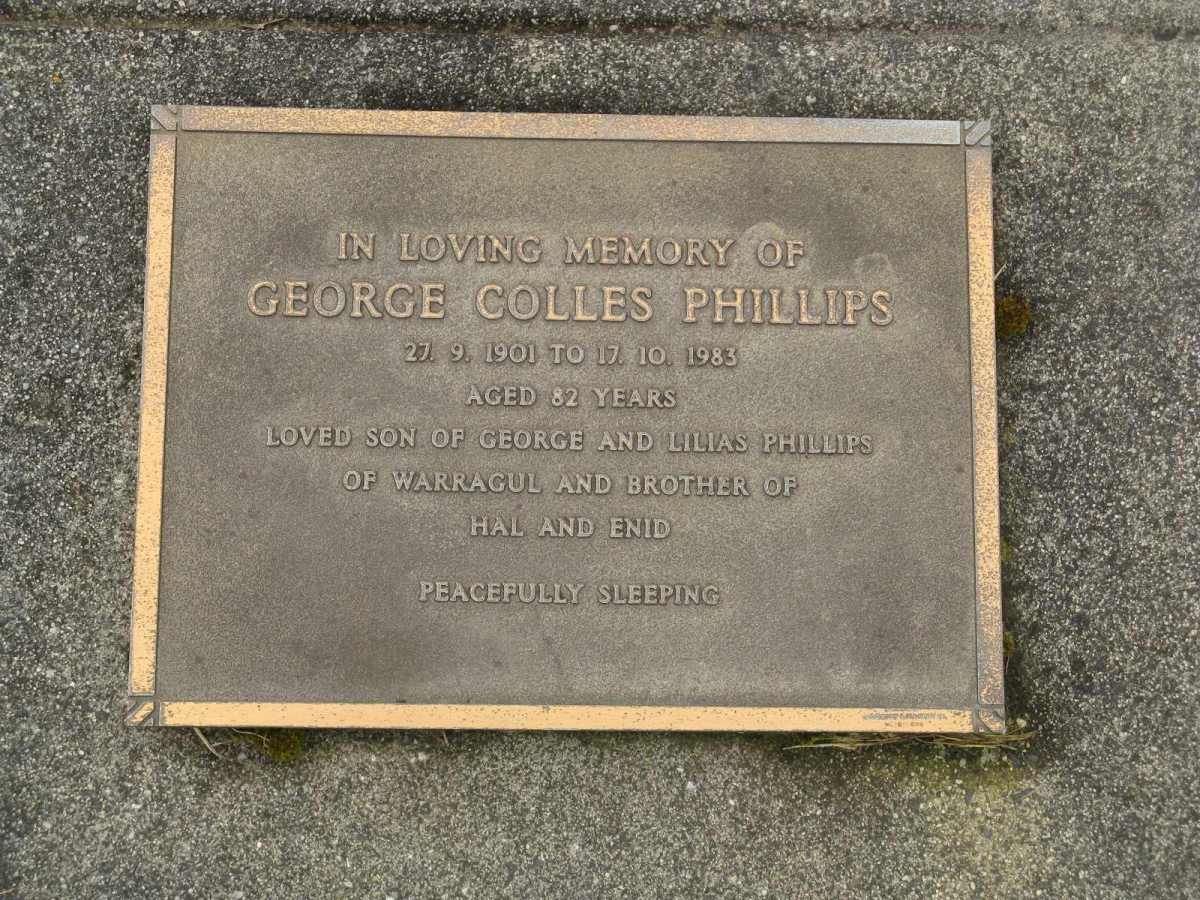 IN LOVING MEMORY OF
GEORGE COLLES PHILLIPS
27. 9. 1901 TO 17. 10. 1983
AGED 82 YEARS
LOVED SON OF GEORGE AND LILIAS PHILLIPS
OF WARRAGUL AND BROTHER OF
HAL AND ENID
PEACEFULLY SLEEPING